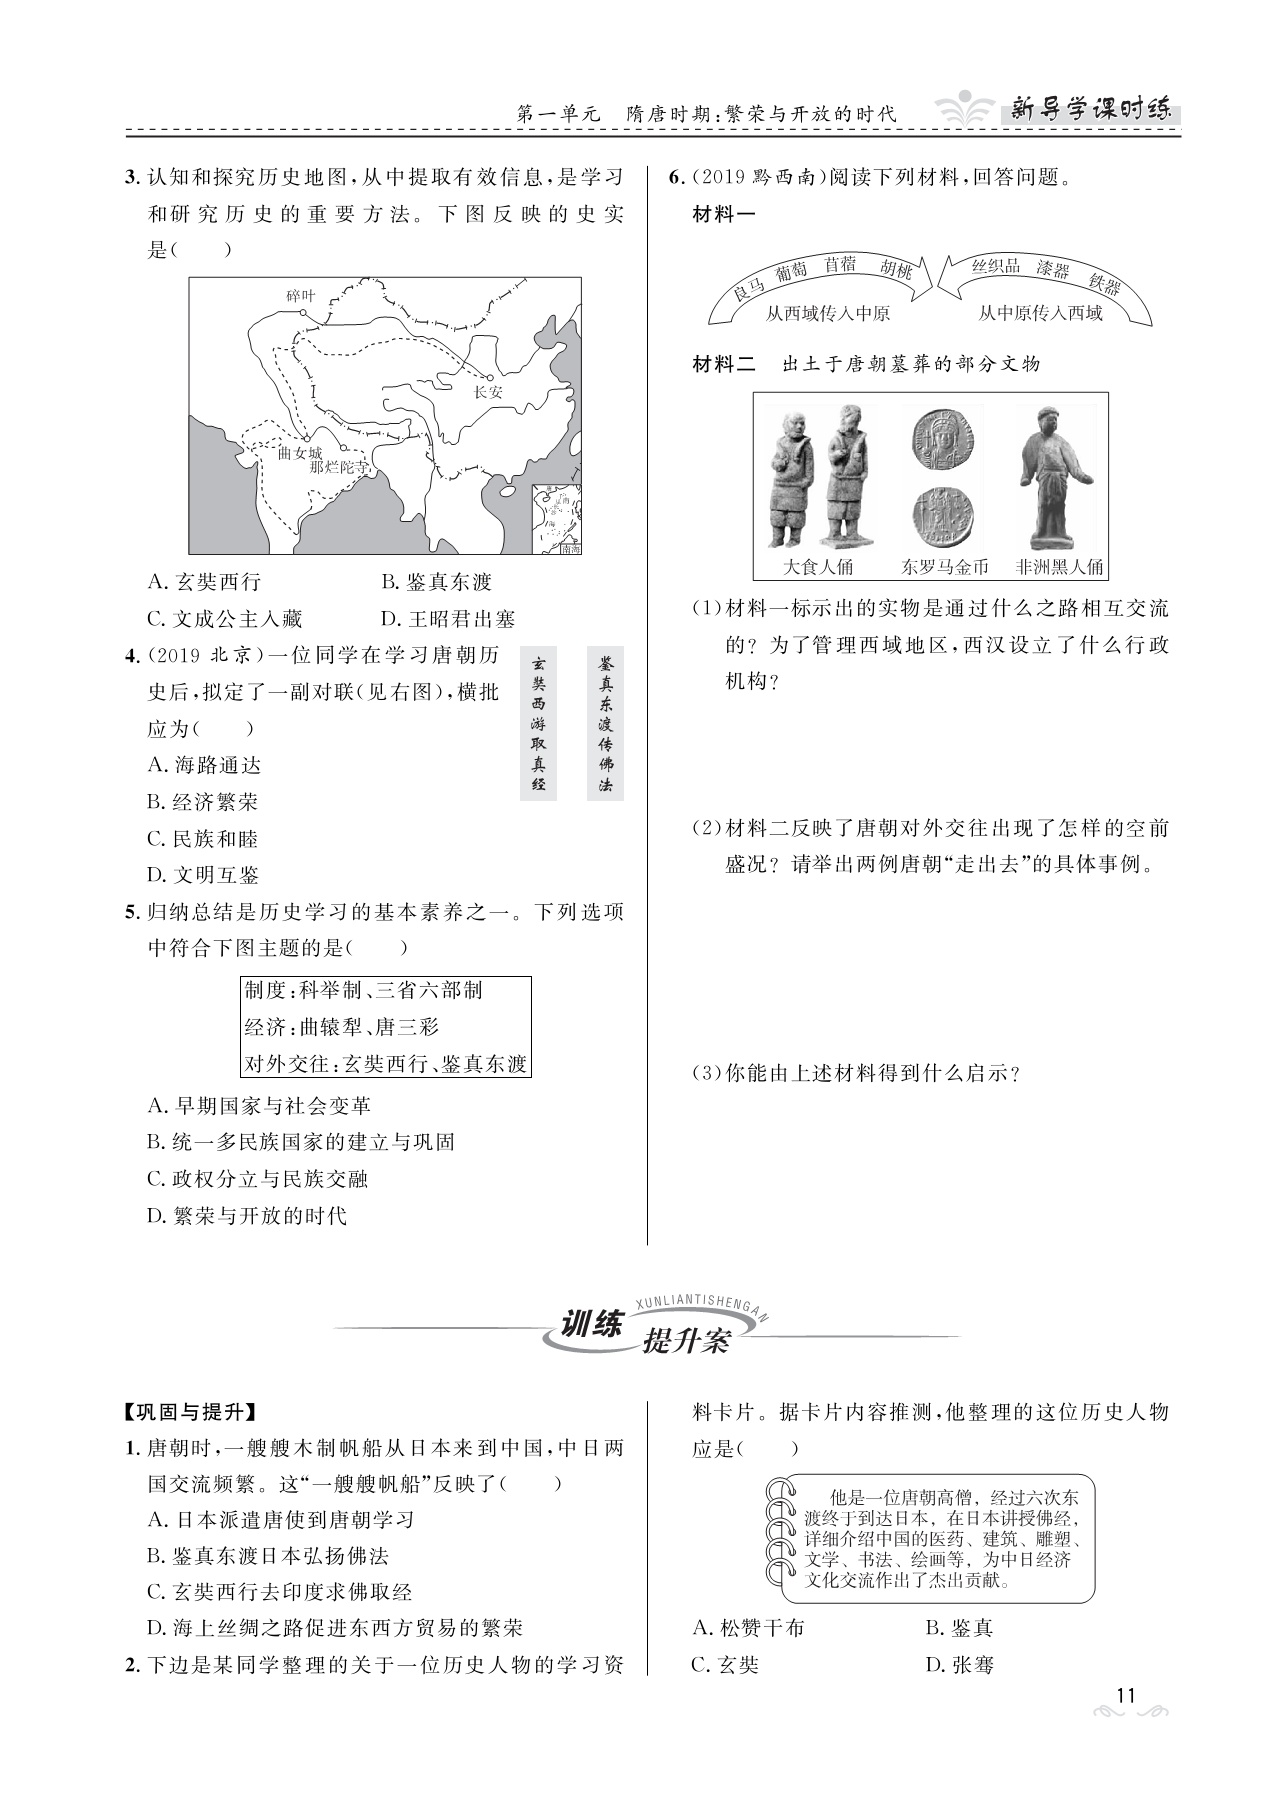 第一单元　隋唐时期:繁荣与开放的时代
新导学课时练
3. 认知和探究历史地图,从中提取有效信息,是学习
和研究历史的重要方法。下图反映的史实
是(　　)
碎叶
长安
曲女城
那烂陀寺
南海
A. 玄奘西行　　B. 鉴真东渡
C. 文成公主入藏　　D. 王昭君出塞
4. (2019 北京)一位同学在学习唐朝历
史后,拟定了一副对联(见右图),横批
应为(　　)
玄奘西游取真经
鉴真东渡传佛法
A. 海路通达
B. 经济繁荣
C. 民族和睦
D. 文明互鉴
5. 归纳总结是历史学习的基本素养之一。下列选项
中符合下图主题的是(　　)
制度:科举制、三省六部制
经济:曲辕犁、唐三彩
对外交往:玄奘西行、鉴真东渡
A. 早期国家与社会变革
B. 统一多民族国家的建立与巩固
C. 政权分立与民族交融
D. 繁荣与开放的时代
6. (2019 黔西南)阅读下列材料,回答问题。
材料一
良马 葡萄 苜蓿 胡桃
从西域传入中原
丝织品 漆器 铁器
从中原传入西域
材料二　出土于唐朝墓葬的部分文物
大食人俑　东罗马金币　非洲黑人俑
(1)材料一标示出的实物是通过什么之路相互交流
的？为了管理西域地区,西汉设立了什么行政
机构?
(2)材料二反映了唐朝对外交往出现了怎样的空前
盛况？请举出两例唐朝“走出去”的具体事例。
(3)你能由上述材料得到什么启示?
XUNLIANTISHENGAN
训练
提升案
【巩固与提升】
1. 唐朝时,一艘艘木制帆船从日本来到中国,中日两
国交流频繁。这“一艘艘帆船”反映了(　　)
A. 日本派遣唐使到唐朝学习
B. 鉴真东渡日本弘扬佛法
C. 玄奘西行去印度求佛取经
D. 海上丝绸之路促进东西方贸易的繁荣
2. 下边是某同学整理的关于一位历史人物的学习资
料卡片。据卡片内容推测,他整理的这位历史人物
应是(　　)
他是一位唐朝高僧，经过六次东
渡终于到达日本，在日本讲授佛经，
详细介绍中国的医药、建筑、雕塑、
文学、书法、绘画等，为中日经济
文化交流作出了杰出贡献。
A. 松赞干布　　B. 鉴真
C. 玄奘　　D. 张骞
11